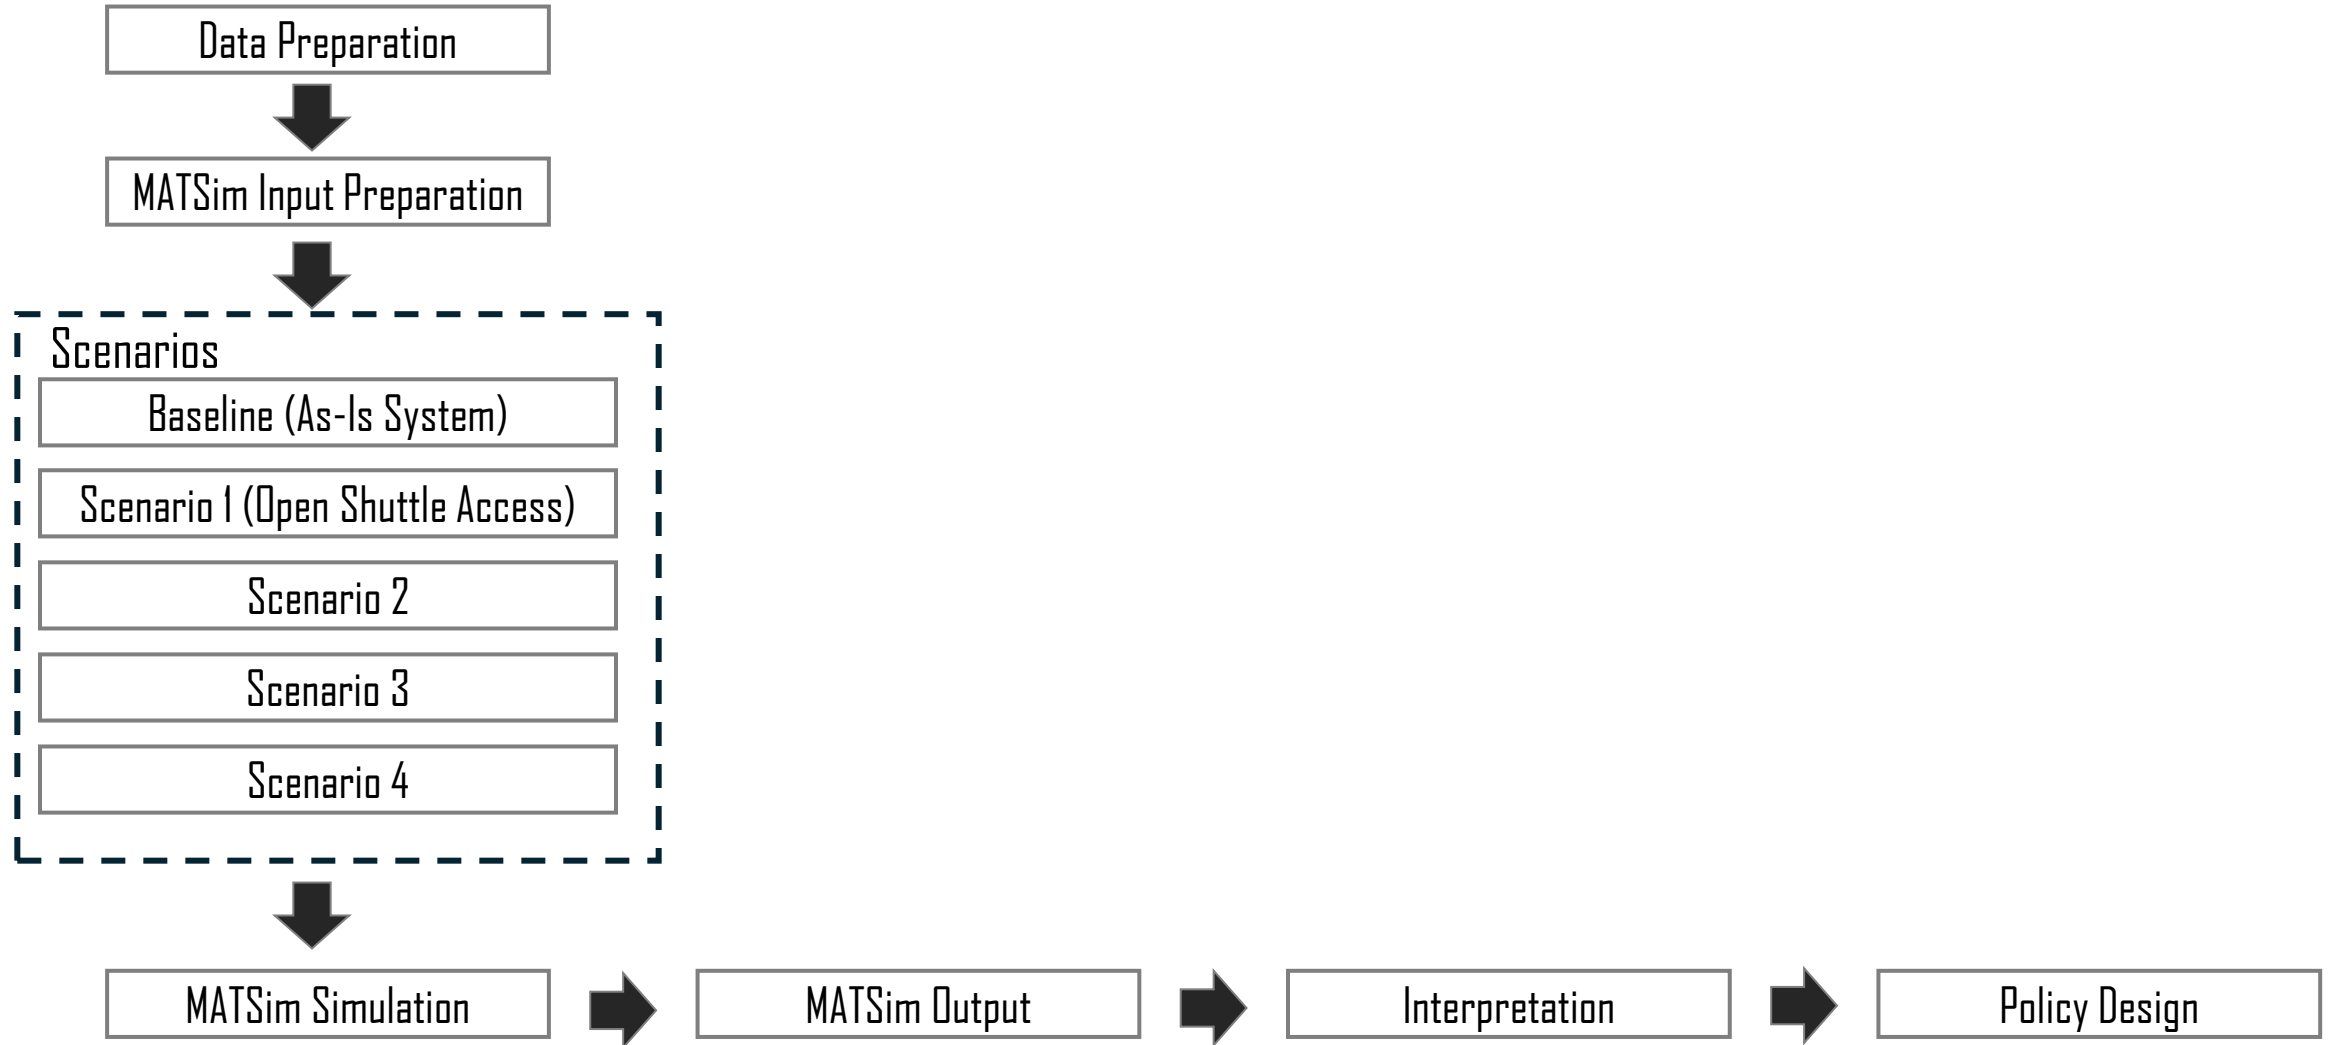 Data Preparation
MATSim Input Preparation
Scenarios
Baseline (As-Is System)
Scenario 1 (Open Shuttle Access)
Scenario 2
Scenario 3
Scenario 4
MATSim Simulation
MATSim Output
Interpretation
Policy Design